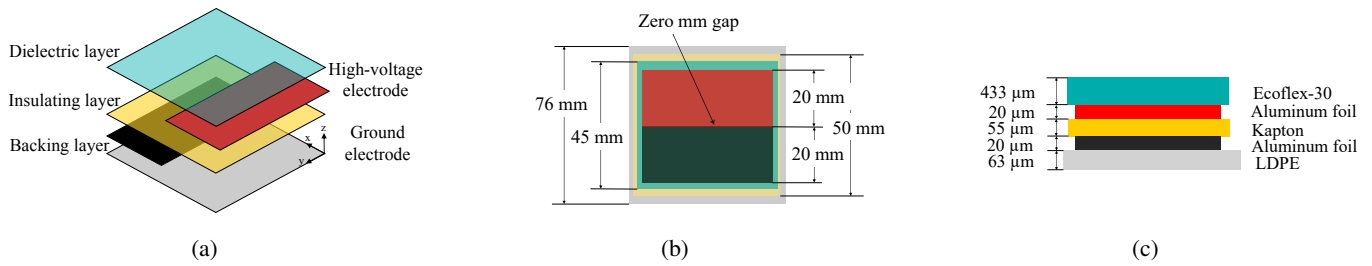 Dielectric layer
High-voltage
electrode
Insulating layer
Ground
electrode
Backing layer
z
x
y
(a)
Zero mm gap
76 mm
45 mm
20 mm
50 mm
20 mm
(b)
433 µm
Ecoflex-30
20 µm
Aluminum foil
55 µm
Kapton
20 µm
Aluminum foil
63 µm
LDPE
(c)